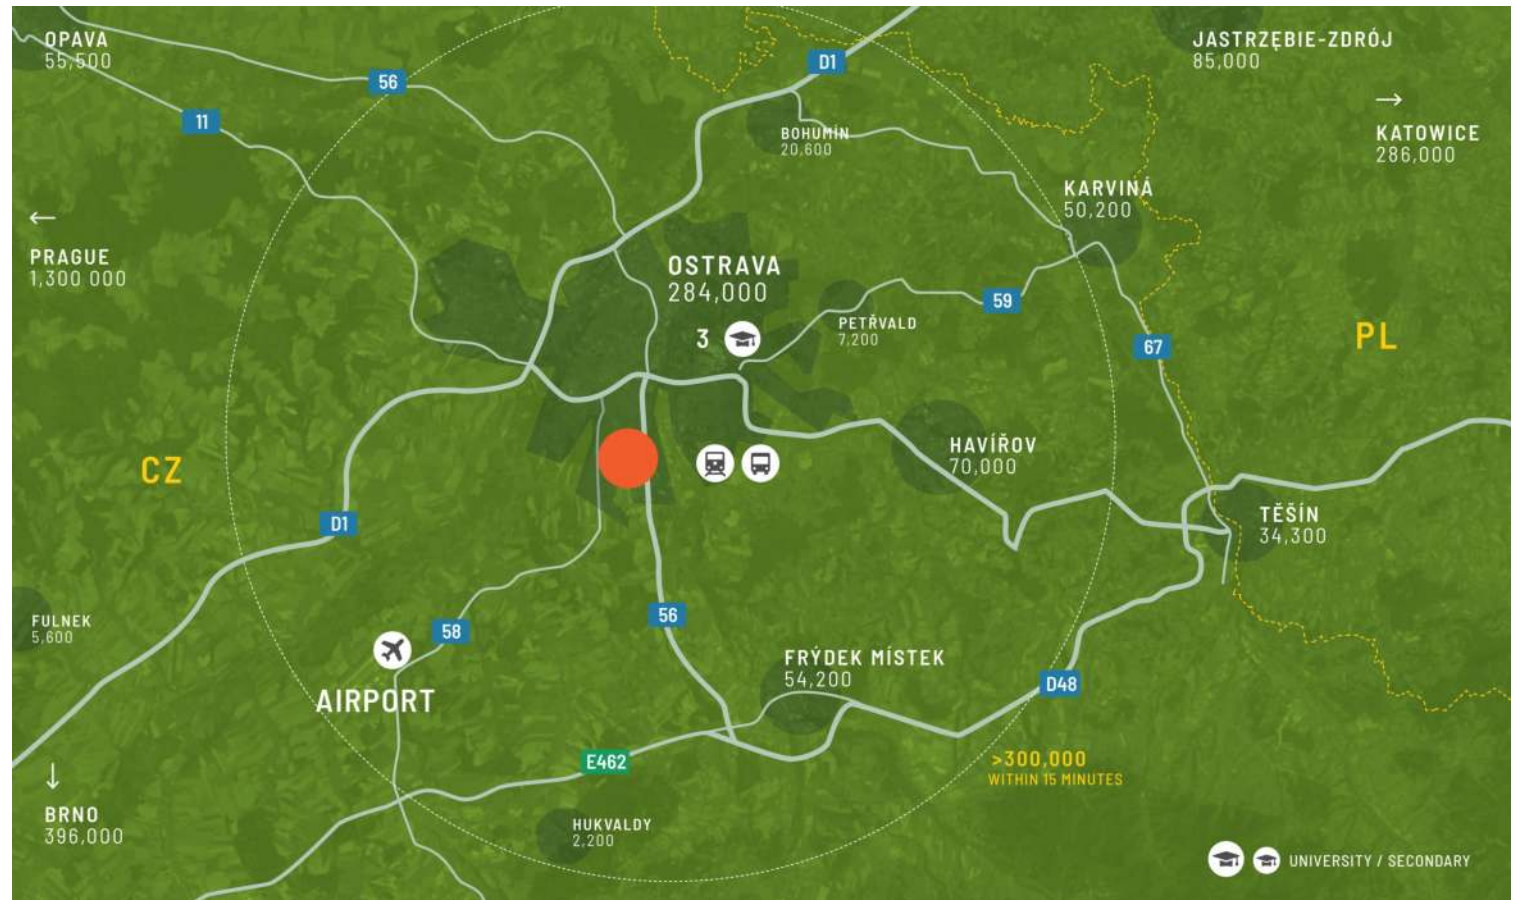 OPAVA
55,500
56
11
D1
JASTRZĘBIE-ZDRÓJ
85,000
→
KATOWICE
286,000
BOHUMÍN
20,600
KARVINÁ
50,200
←
PRAGUE
1,300 000
OSTRAVA
284,000
3
PETŘVALD
7,200
59
67
PL
CZ
HAVÍŘOV
70,000
D1
TĚŠÍN
34,300
FULNEK
5,600
58
56
AIRPORT
FRÝDEK MÍSTEK
54,200
D48
E462
>300,000
WITHIN 15 MINUTES
↓
BRNO
396,000
HUKVALDY
2,200
UNIVERSITY / SECONDARY